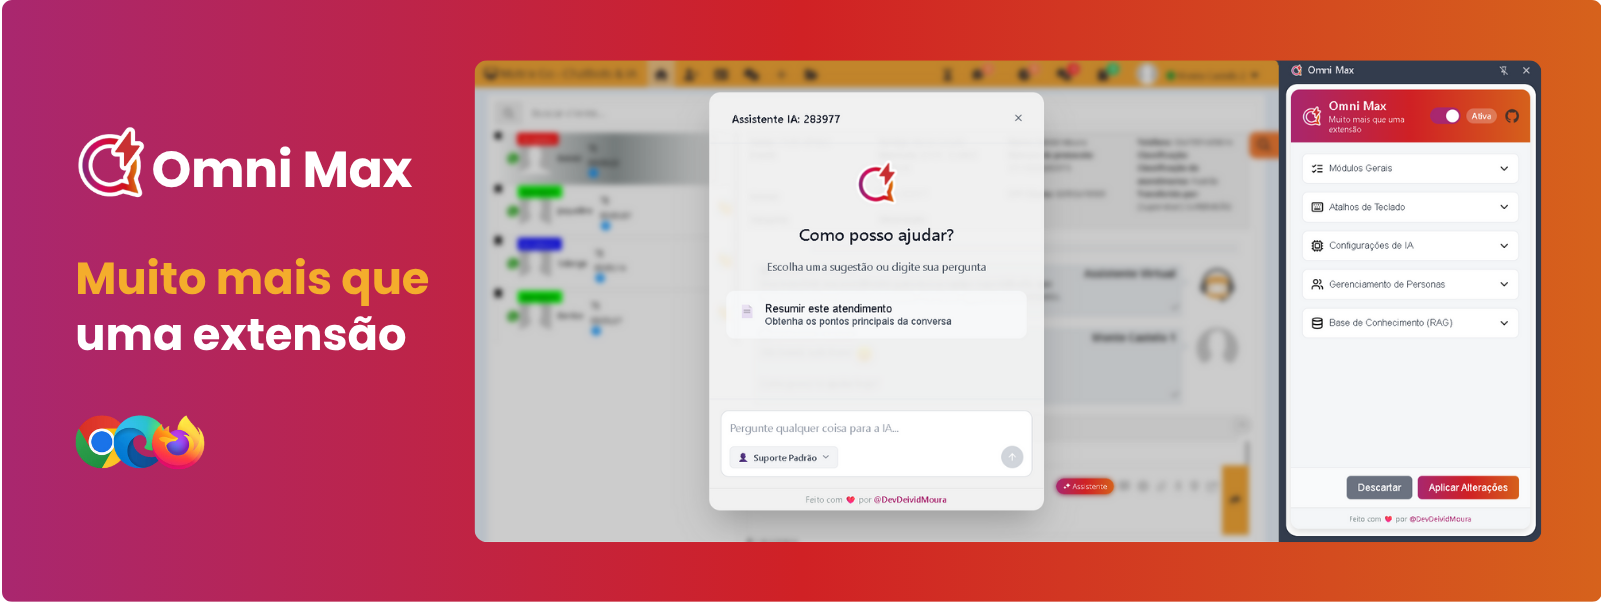 Omni Max
Muito mais que
uma extensão
Assistente IA: 283977
Como posso ajudar?
Escolha uma sugestão ou digite sua pergunta
Resumir este atendimento
Obtenha os pontos principais da conversa
Pergunte qualquer coisa para a IA...
Suporte Padrão
Feito com ❤ por @DevDeividMoura
Assistente
Omni Max
Omni Max
Muito mais que uma
extensão
Ativa
Módulos Gerais
Atalhos de Teclado
Configurações de IA
Gerenciamento de Personas
Base de Conhecimento (RAG)
Descartar
Aplicar Alterações
Feito com ❤ por @DevDeividMoura